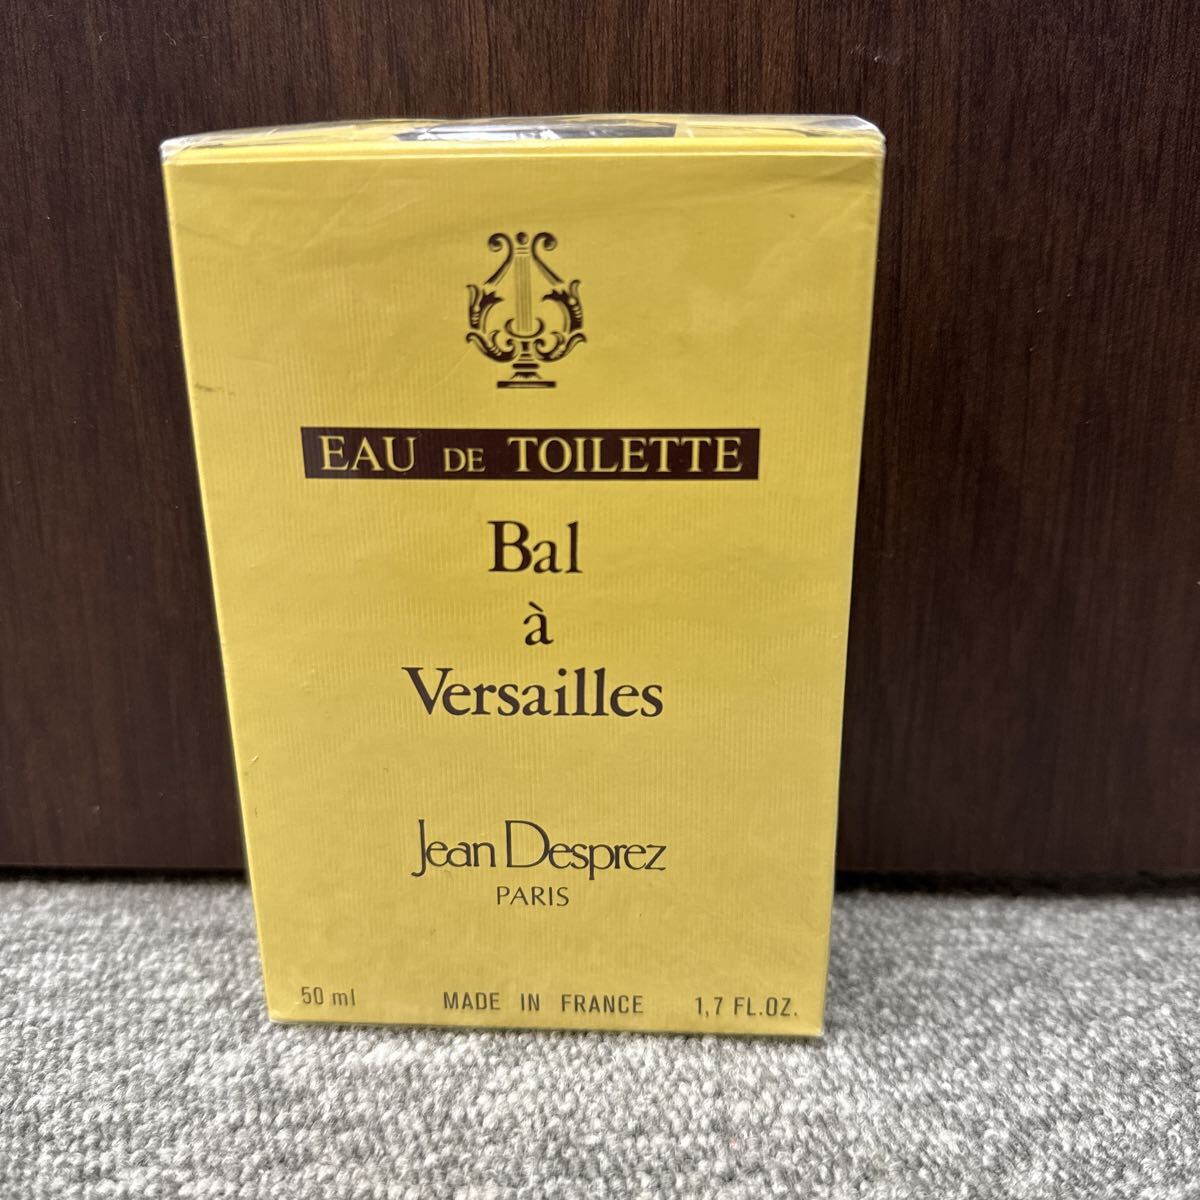 EAU DE TOILETTE
Bal
à
Versailles
Jean Desprez
PARIS
50 ml MADE IN FRANCE 1,7 FL.OZ.